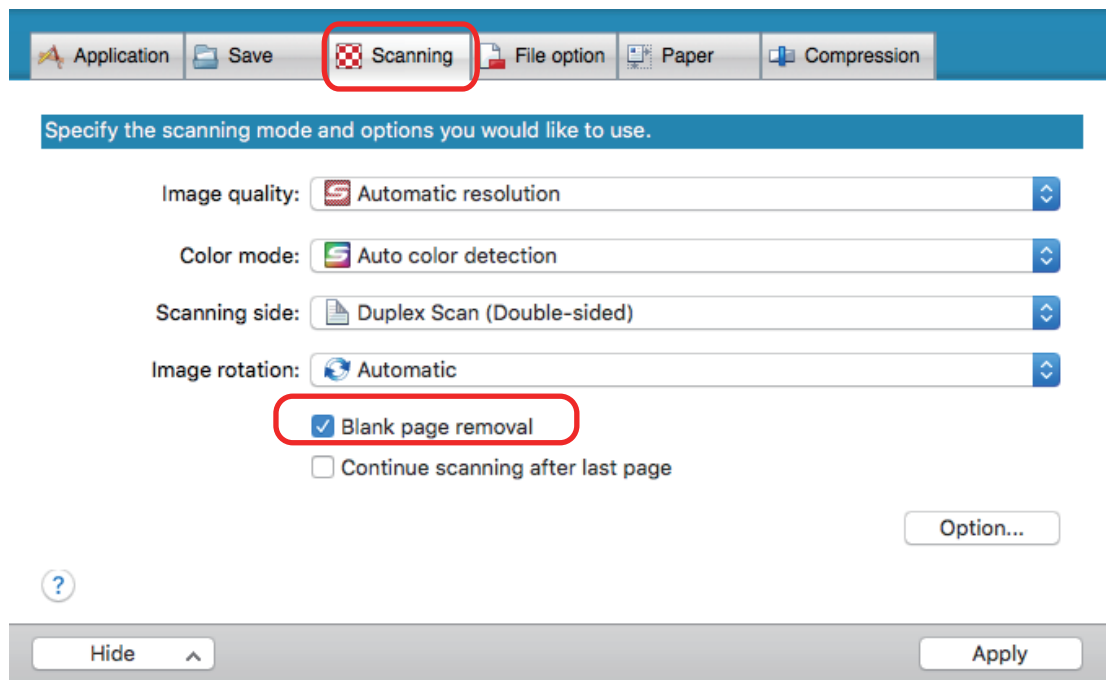 Application Save Scanning File option Paper Compression
Specify the scanning mode and options you would like to use.
Image quality: Automatic resolution
Color mode: Auto color detection
Scanning side: Duplex Scan (Double-sided)
Image rotation: Automatic
Blank page removal
Continue scanning after last page
Option...
?
Hide Apply